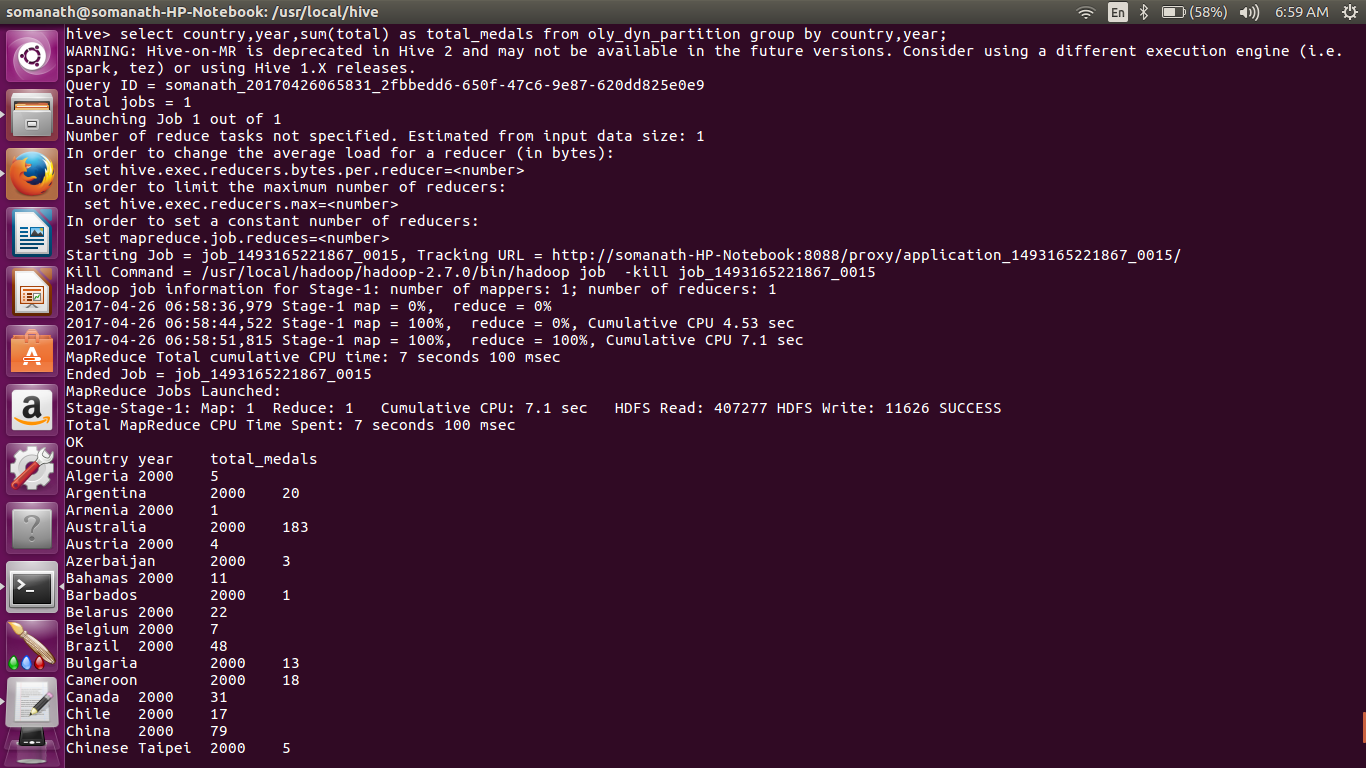 somanath@somanath-HP-Notebook: /usr/local/hive En (58%) 6:59 AM
hive> select country,year,sum(total) as total_medals from oly_dyn_partition group by country,year;
WARNING: Hive-on-MR is deprecated in Hive 2 and may not be available in the future versions. Consider using a different execution engine (i.e.
spark, tez) or using Hive 1.X releases.
Query ID = somanath_20170426065831_2fbbedd6-650f-47c6-9e87-620dd825e0e9
Total jobs = 1
Launching Job 1 out of 1
Number of reduce tasks not specified. Estimated from input data size: 1
In order to change the average load for a reducer (in bytes):
  set hive.exec.reducers.bytes.per.reducer=<number>
In order to limit the maximum number of reducers:
  set hive.exec.reducers.max=<number>
In order to set a constant number of reducers:
  set mapreduce.job.reduces=<number>
Starting Job = job_1493165221867_0015, Tracking URL = http://somanath-HP-Notebook:8088/proxy/application_1493165221867_0015/
Kill Command = /usr/local/hadoop/hadoop-2.7.0/bin/hadoop job  -kill job_1493165221867_0015
Hadoop job information for Stage-1: number of mappers: 1; number of reducers: 1
2017-04-26 06:58:36,979 Stage-1 map = 0%,  reduce = 0%
2017-04-26 06:58:44,522 Stage-1 map = 100%,  reduce = 0%, Cumulative CPU 4.53 sec
2017-04-26 06:58:51,815 Stage-1 map = 100%,  reduce = 100%, Cumulative CPU 7.1 sec
MapReduce Total cumulative CPU time: 7 seconds 100 msec
Ended Job = job_1493165221867_0015
MapReduce Jobs Launched:
Stage-Stage-1: Map: 1  Reduce: 1   Cumulative CPU: 7.1 sec   HDFS Read: 407277 HDFS Write: 11626 SUCCESS
Total MapReduce CPU Time Spent: 7 seconds 100 msec
OK
country year    total_medals
Algeria 2000    5
Argentina       2000    20
Armenia 2000    1
Australia       2000    183
Austria 2000    4
Azerbaijan      2000    3
Bahamas 2000    11
Barbados        2000    1
Belarus 2000    22
Belgium 2000    7
Brazil  2000    48
Bulgaria        2000    13
Cameroon        2000    18
Canada  2000    31
Chile   2000    17
China   2000    79
Chinese Taipei  2000    5